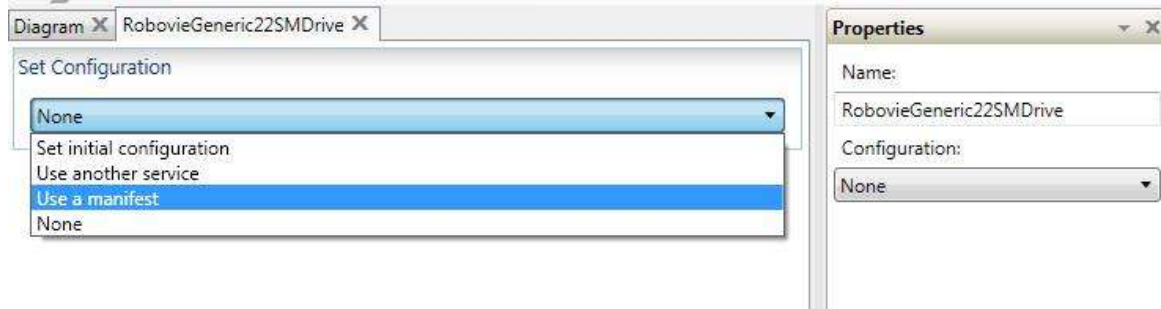 Diagram X RobovieGeneric22SMDrive X
Set Configuration
None
Set initial configuration
Use another service
Use a manifest
None
Properties
Name:
RobovieGeneric22SMDrive
Configuration:
None